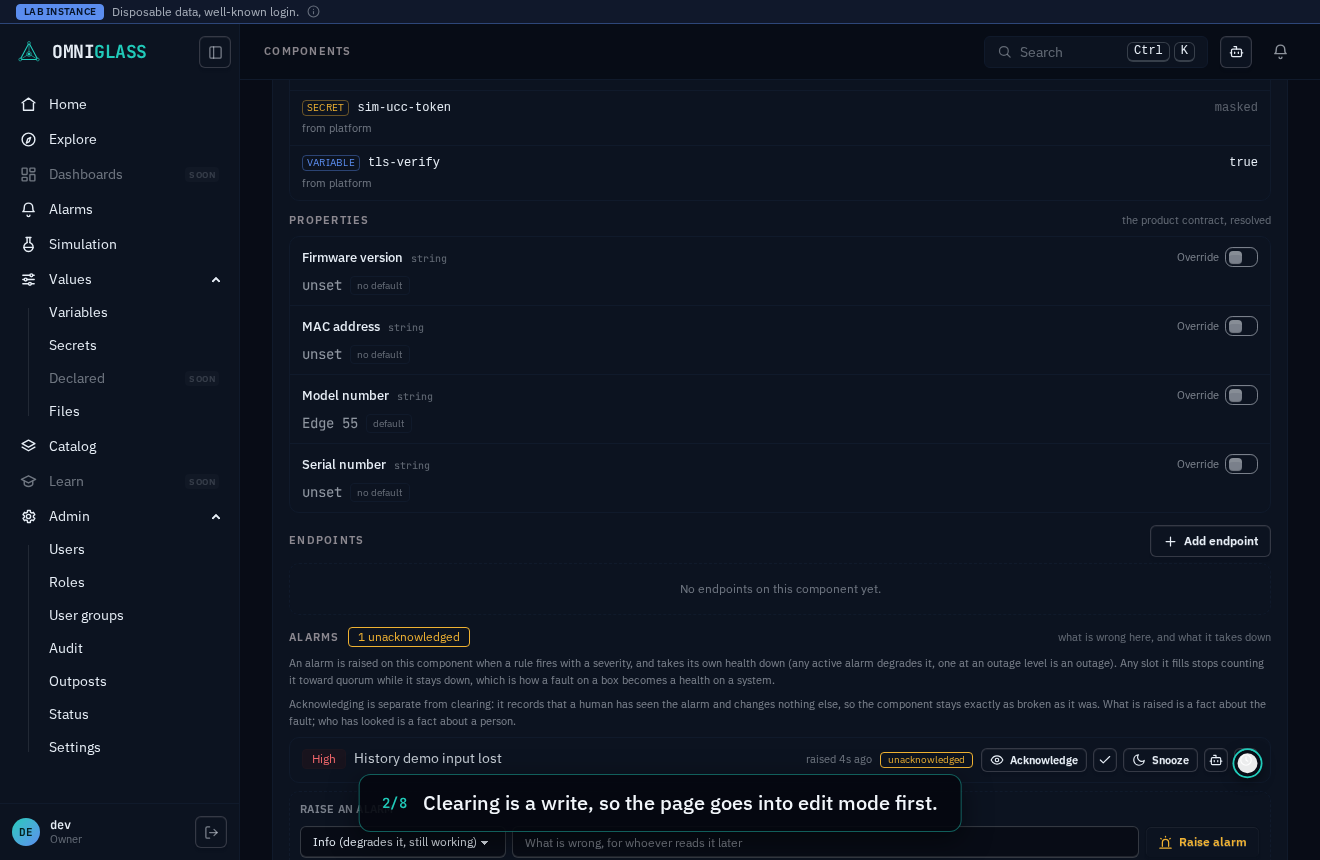 LAB INSTANCE Disposable data, well-known login.
OMNIGLASS
COMPONENTS
Search Ctrl K
Home
Explore
Dashboards SOON
Alarms
Simulation
Values
Variables
Secrets
Declared SOON
Files
Catalog
Learn SOON
Admin
Users
Roles
User groups
Audit
Outposts
Status
Settings
DE dev
Owner
SECRET sim-ucc-token masked
from platform
VARIABLE tls-verify true
from platform
PROPERTIES the product contract, resolved
Firmware version string Override
unset no default
MAC address string Override
unset no default
Model number string Override
Edge 55 default
Serial number string Override
unset no default
ENDPOINTS Add endpoint
No endpoints on this component yet.
ALARMS 1 unacknowledged what is wrong here, and what it takes down
An alarm is raised on this component when a rule fires with a severity, and takes its own health down (any active alarm degrades it, one at an outage level is an outage). Any slot it fills stops counting
it toward quorum while it stays down, which is how a fault on a box becomes a health on a system.
Acknowledging is separate from clearing: it records that a human has seen the alarm and changes nothing else, so the component stays exactly as broken as it was. What is raised is a fact about the
fault; who has looked is a fact about a person.
High History demo input lost raised 4s ago unacknowledged Acknowledge Snooze
2/8 Clearing is a write, so the page goes into edit mode first.
RAISE AN
Info (degrades it, still working) What is wrong, for whoever reads it later Raise alarm